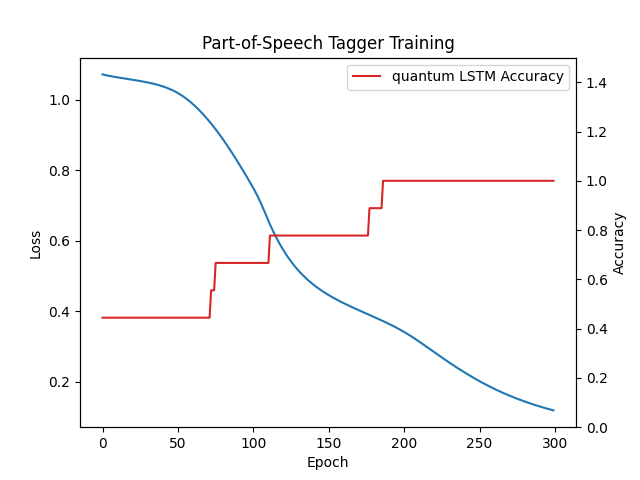 Part-of-Speech Tagger Training
quantum LSTM Accuracy
1.0
0.8
0.6
0.4
0.2
Loss
1.4
1.2
1.0
0.8
0.6
0.4
0.2
0.0
Accuracy
0 50 100 150 200 250 300
Epoch